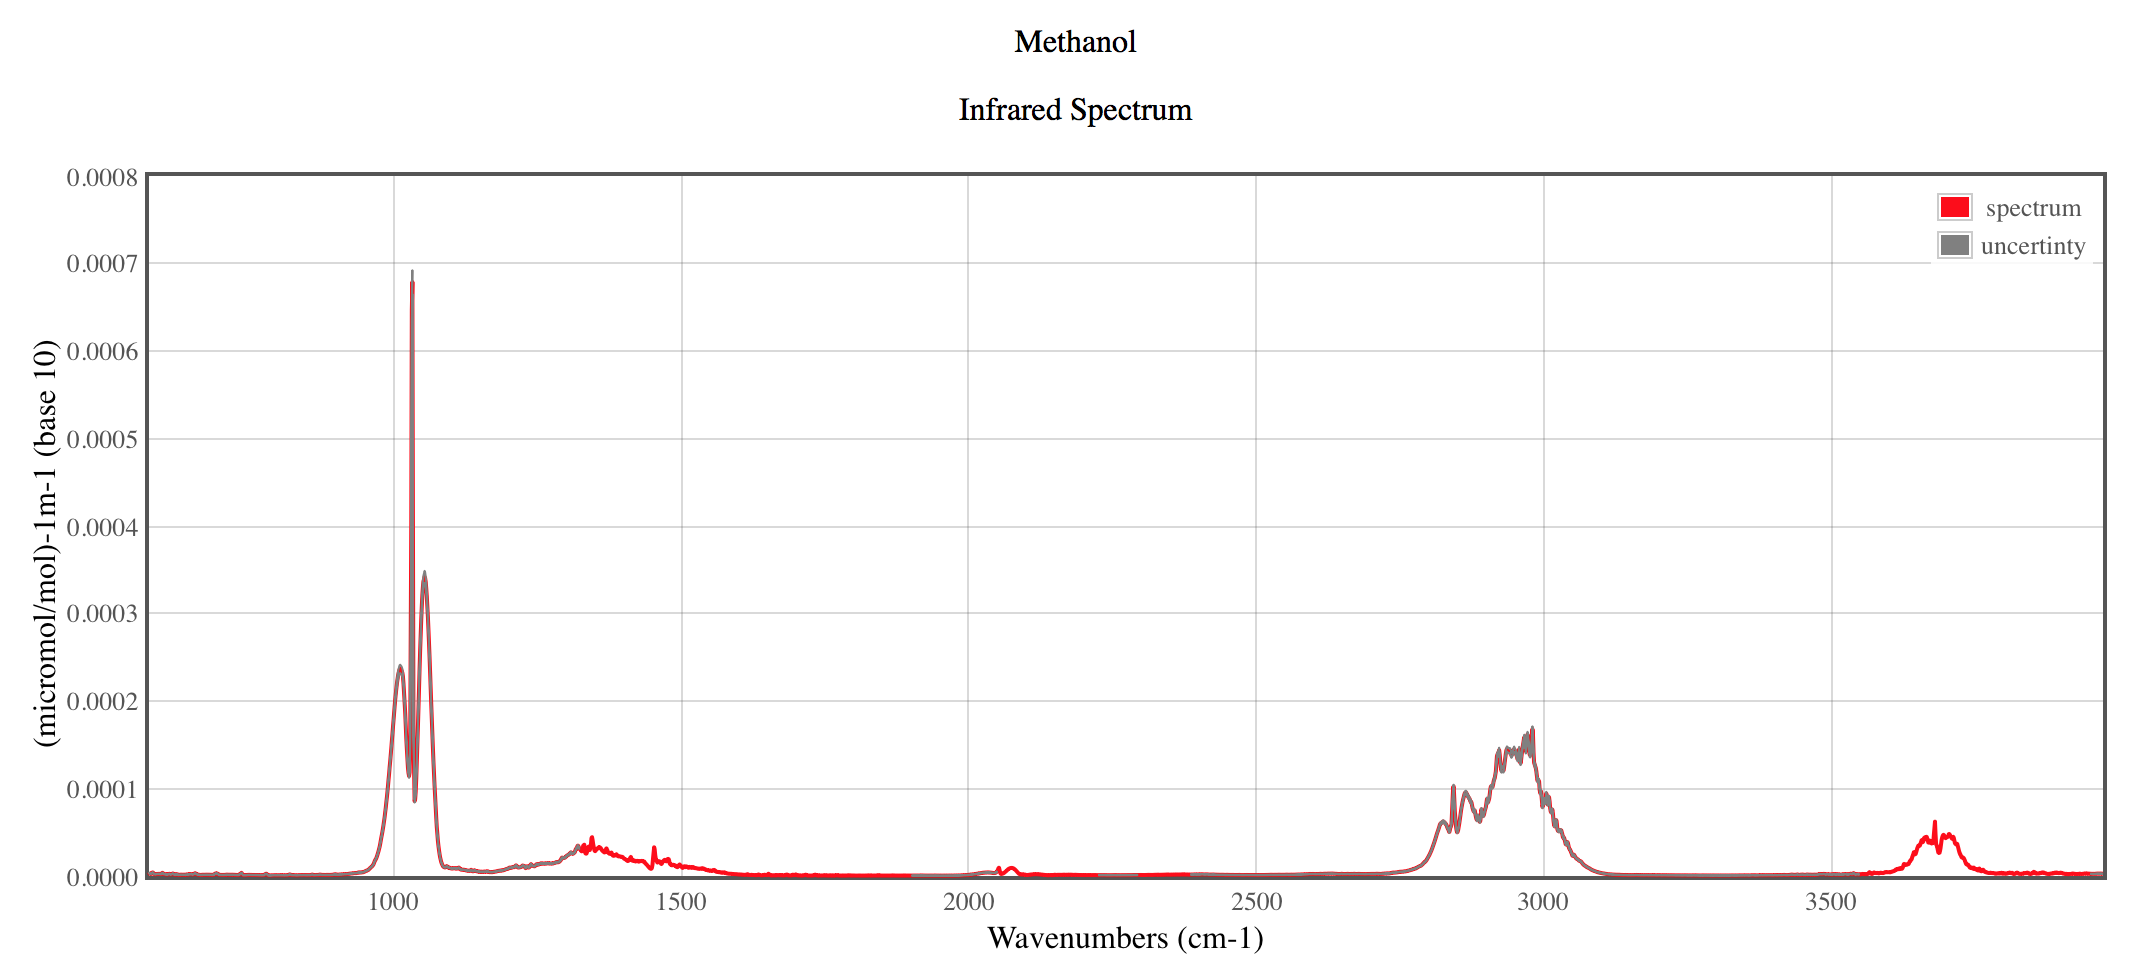 Methanol
Infrared Spectrum
0.0008
0.0007
0.0006
0.0005
0.0004
0.0003
0.0002
0.0001
0.0000
(micromol/mol)-1m-1 (base 10)
spectrum
uncertinty
1000 1500 2000 2500 3000 3500
Wavenumbers (cm-1)